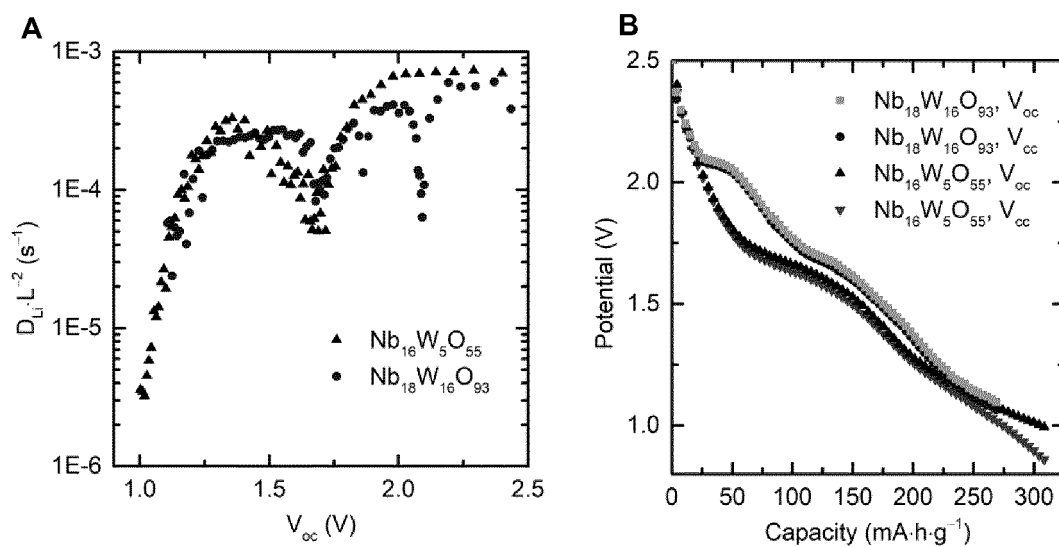 A
1E-3
1E-4
1E-5
1E-6
D_Li·L⁻² (s⁻¹)
Nb₁₆W₅O₅₅
Nb₁₈W₁₆O₉₃
1.0 1.5 2.0 2.5
V_oc (V)
B
2.5
2.0
1.5
1.0
Potential (V)
Nb₁₈W₁₆O₉₃, V_oc
Nb₁₈W₁₆O₉₃, V_cc
Nb₁₆W₅O₅₅, V_oc
Nb₁₆W₅O₅₅, V_cc
0 50 100 150 200 250 300
Capacity (mA·h·g⁻¹)